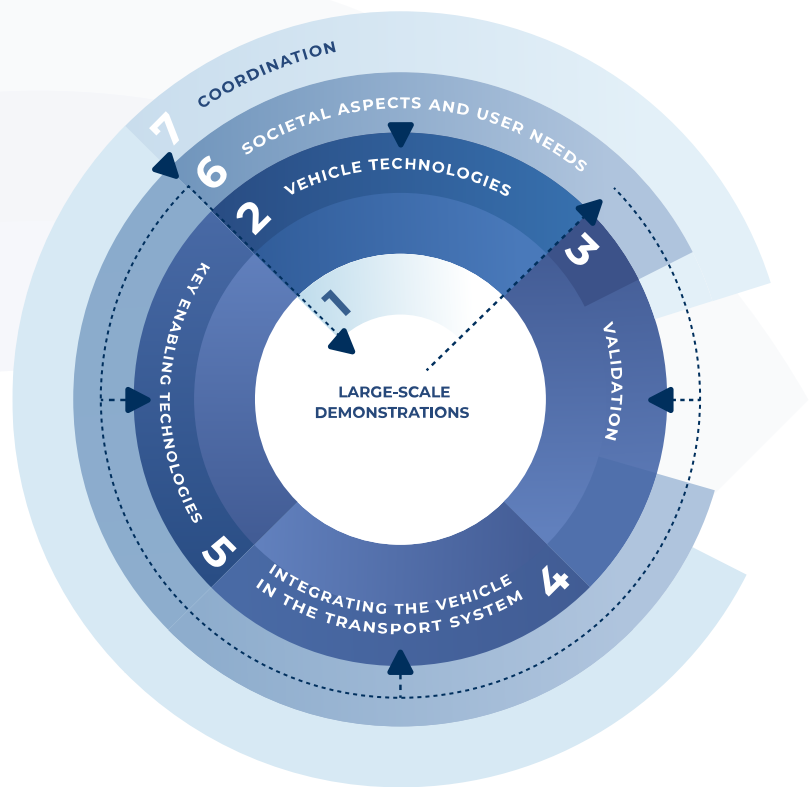 7
COORDINATION
6
SOCIETAL ASPECTS AND USER NEEDS
2
VEHICLE TECHNOLOGIES
3
VALIDATION
1
LARGE-SCALE
DEMONSTRATIONS
KEY ENABLING TECHNOLOGIES
5
INTEGRATING THE VEHICLE
IN THE TRANSPORT SYSTEM
4